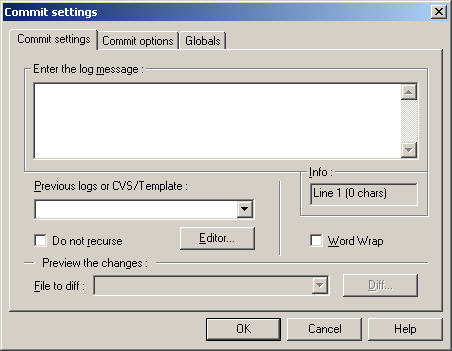 Commit settings
Commit settings Commit options Globals
Enter the log message :
Info :
Line 1 (0 chars)
Previous logs or CVS/Template :
Do not recurse
Editor...
Word Wrap
Preview the changes :
File to diff :
Diff...
OK Cancel Help